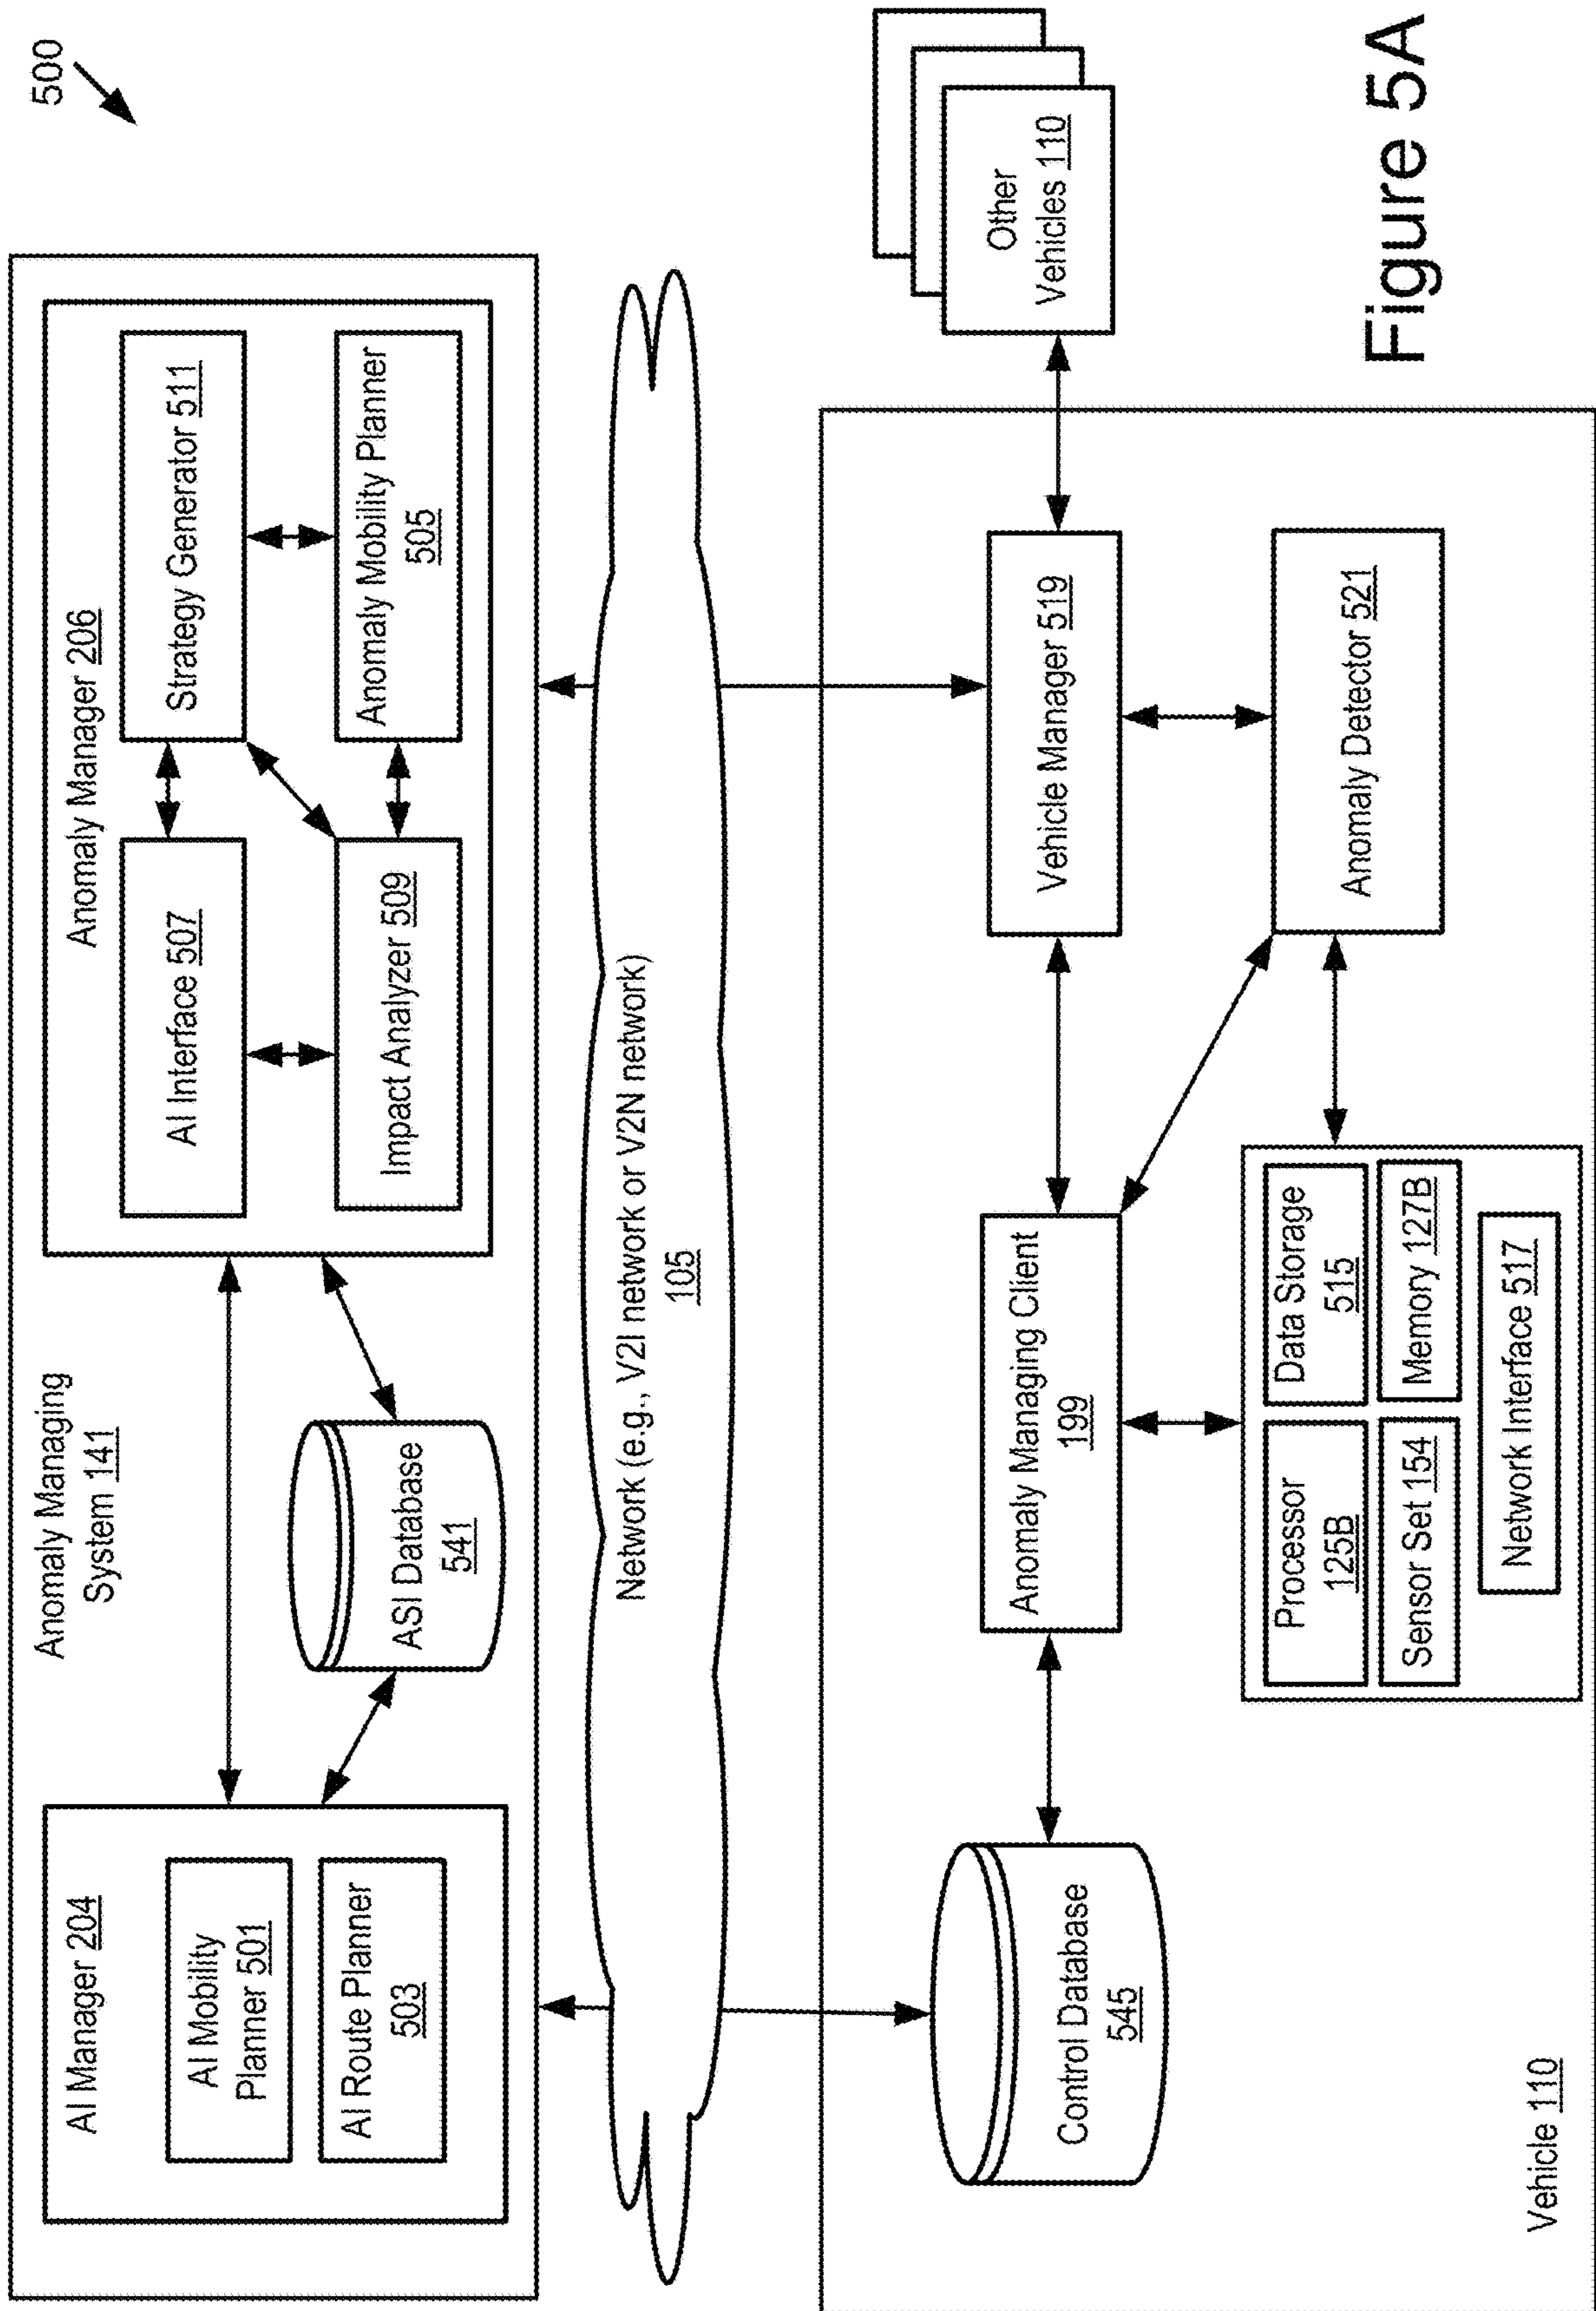 500
Anomaly Managing
System 141
AI Manager 204
AI Mobility
Planner 501
AI Route Planner
503
ASI Database
541
Anomaly Manager 206
AI Interface 507
Strategy Generator 511
Impact Analyzer 509
Anomaly Mobility Planner
505
Network (e.g., V2I network or V2N network)
105
Control Database
545
Anomaly Managing Client
199
Vehicle Manager 519
Other
Vehicles 110
Processor
125B
Data Storage
515
Sensor Set 154
Memory 127B
Network Interface 517
Anomaly Detector 521
Vehicle 110
Figure 5A